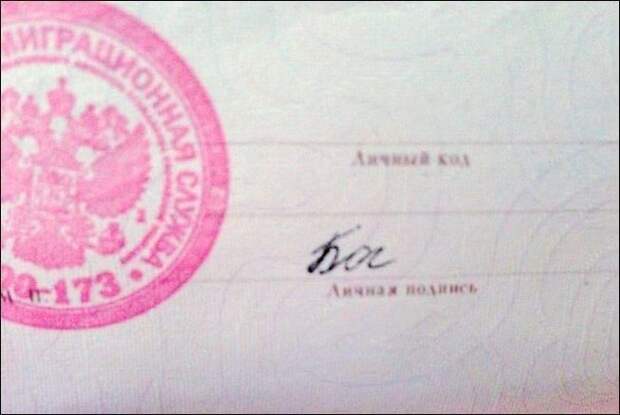 МИГРАЦИОННАЯ СЛУЖБА
Личный код
Бог
Личная подпись
-173 •